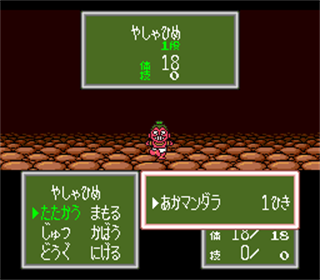 やしゃひめ
1段
体 18
技 0
やしゃひめ
▶たたかう まもる
じゅつ かばう
どうぐ にげる
▶あかマンダラ 1ひき
体 18/ 18
技 0/ 0